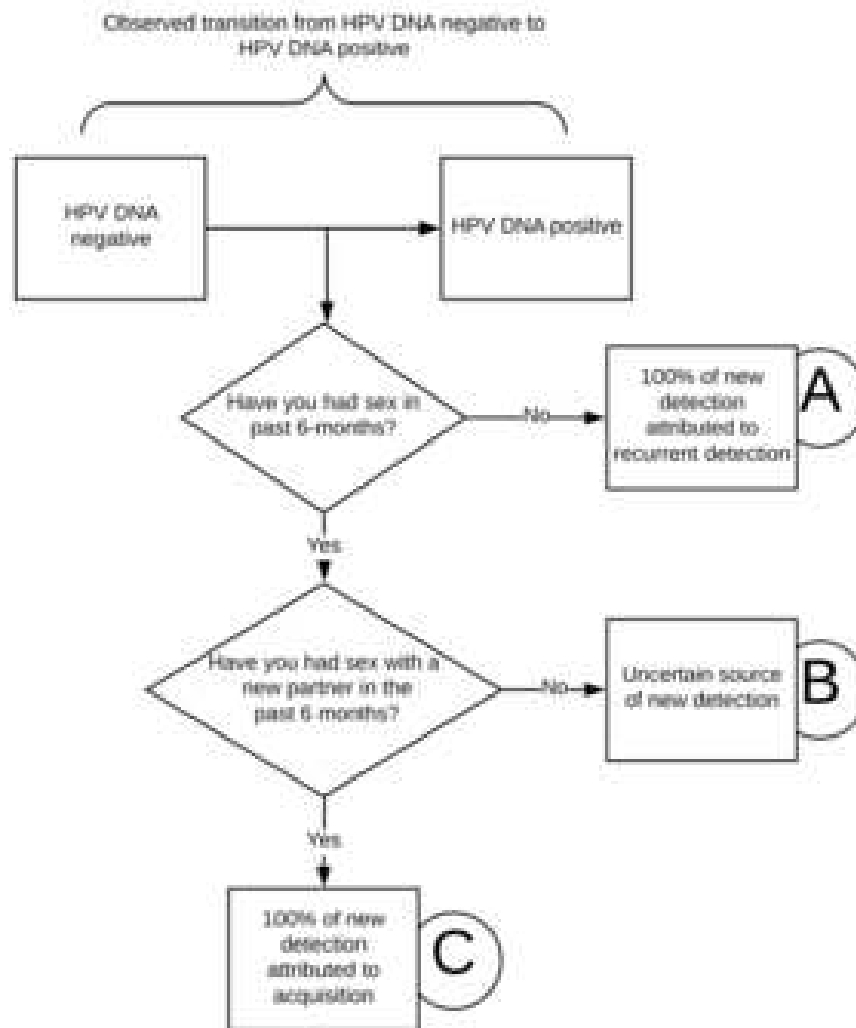 Observed transition from HPV DNA negative to
HPV DNA positive
HPV DNA
negative
HPV DNA positive
Have you had sex in
past 6-months?
No
100% of new
detection
attributed to
recurrent detection
A
Yes
Have you had sex with a
new partner in the
past 6 months?
No
Uncertain source
of new detection
B
Yes
100% of new
detection
attributed to
acquisition
C